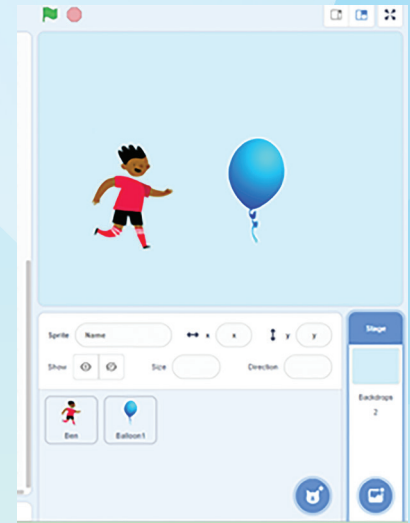 Sprite Name x x y y
Stage
Show Size Direction
Backdrops
2
Ben Balloon1